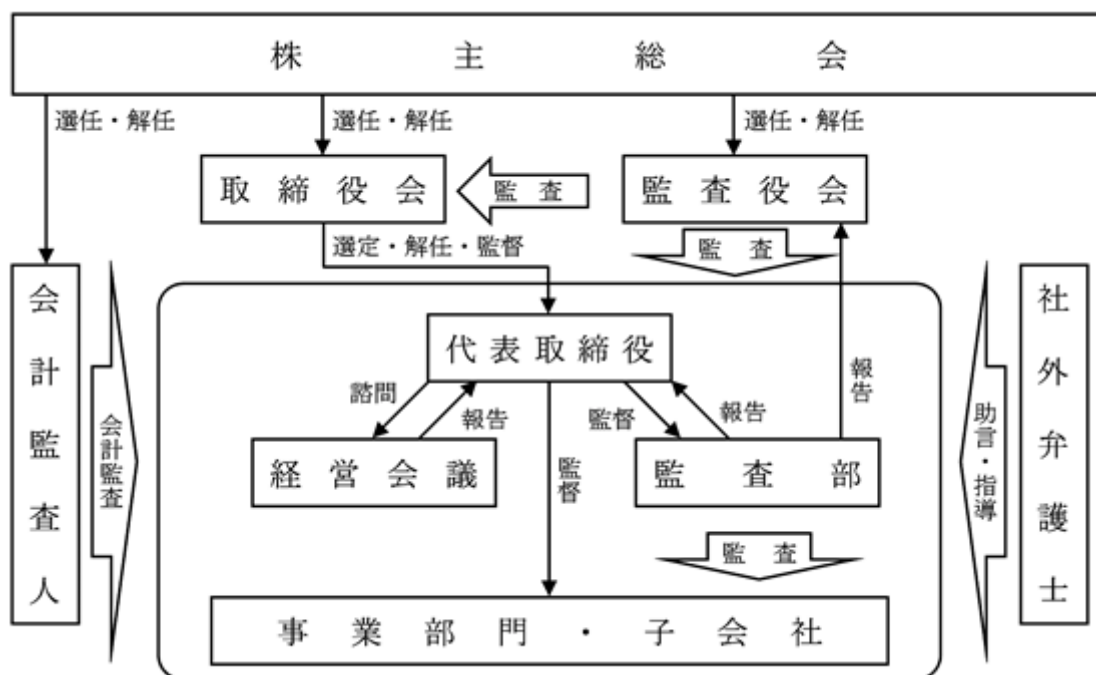 株主総会
選任・解任
選任・解任
選任・解任
取締役会
監査
監査役会
選定・解任・監督
監査
会計監査人
会計監査
代表取締役
諮問
報告
監督
報告
報告
経営会議
監督
監査部
監査
事業部門・子会社
助言・指導
社外弁護士